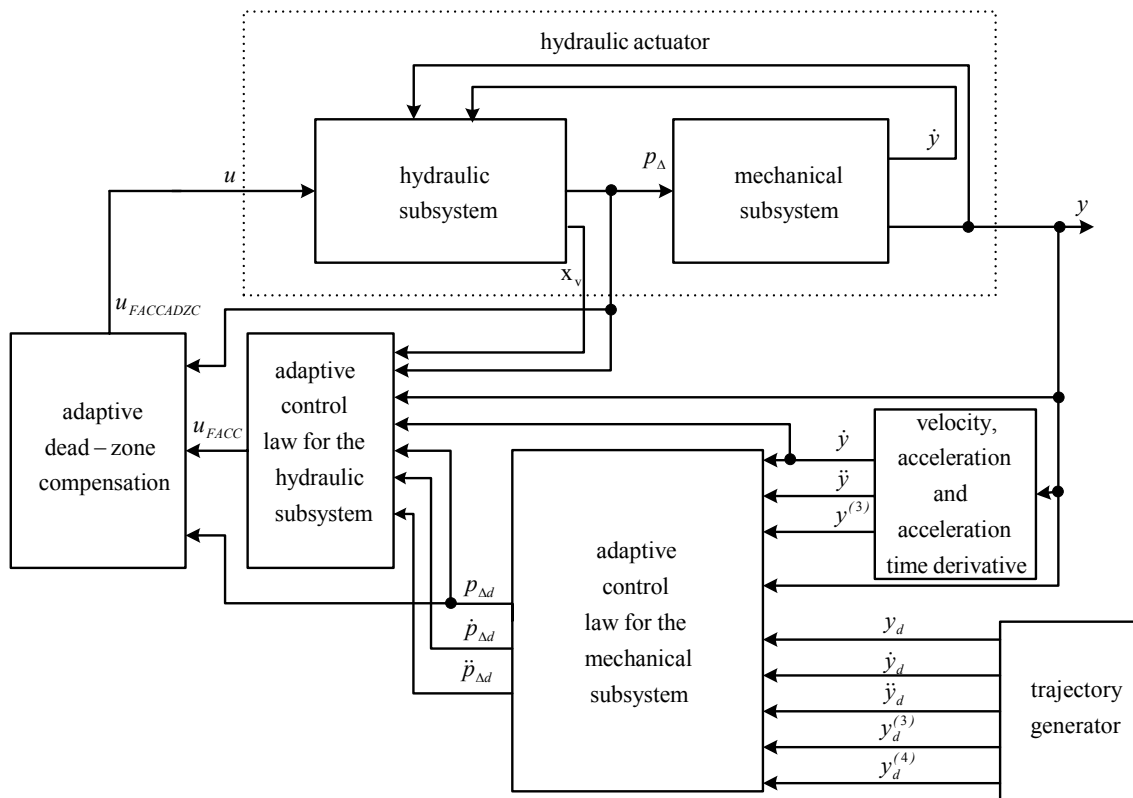 hydraulic actuator
u
hydraulic
subsystem
p_Δ
mechanical
subsystem
ẏ
y
x_v
u_FACCADZC
adaptive
dead – zone
compensation
u_FACC
adaptive
control
law for the
hydraulic
subsystem
ẏ
ÿ
y^(3)
velocity,
acceleration
and
acceleration
time derivative
p_Δd
ṗ_Δd
p̈_Δd
adaptive
control
law for the
mechanical
subsystem
y_d
ẏ_d
ÿ_d
y_d^(3)
y_d^(4)
trajectory
generator